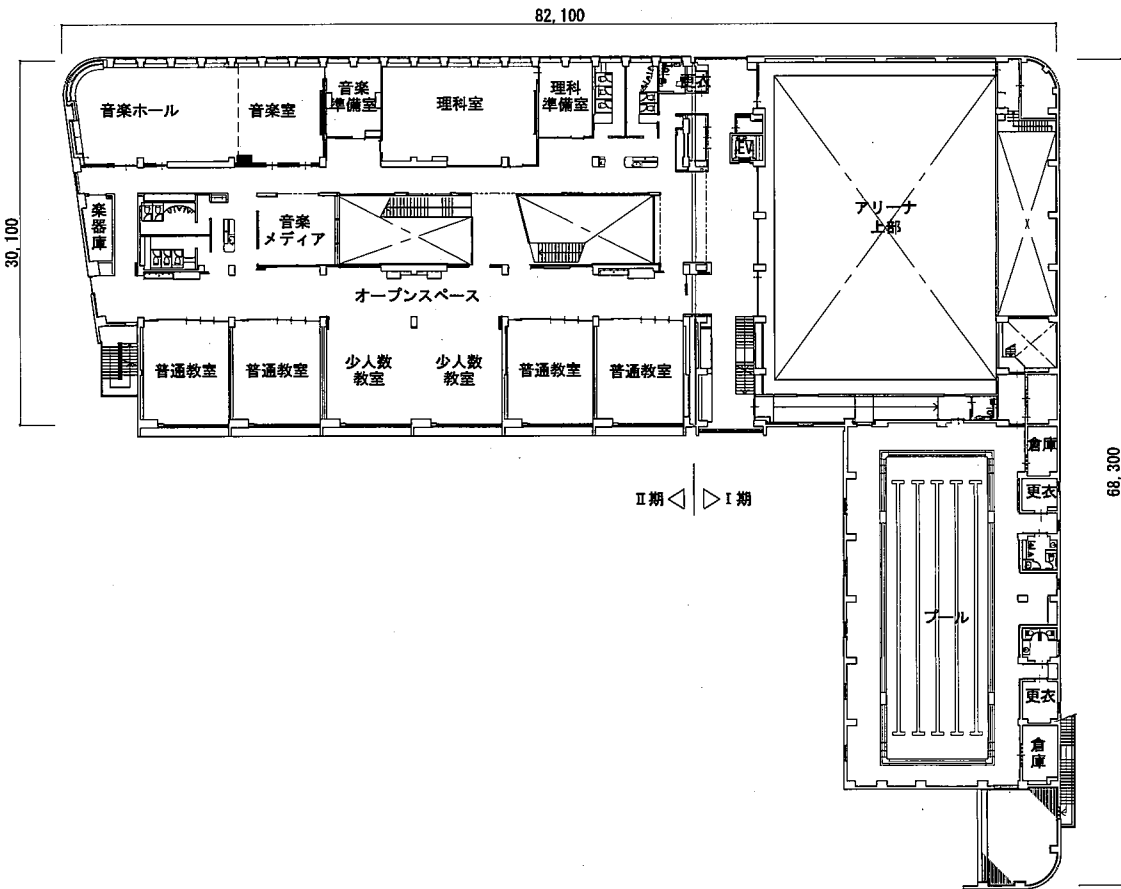 82,100
音楽ホール
音楽室
音楽
準備室
理科室
理科
準備室
更衣
EV
30,100
楽器庫
音楽
メディア
アリーナ
上部
x
オープンスペース
普通教室
普通教室
少人数
教室
少人数
教室
普通教室
普通教室
68,300
倉庫
更衣
Ⅱ期
Ⅰ期
プール
更衣
倉庫